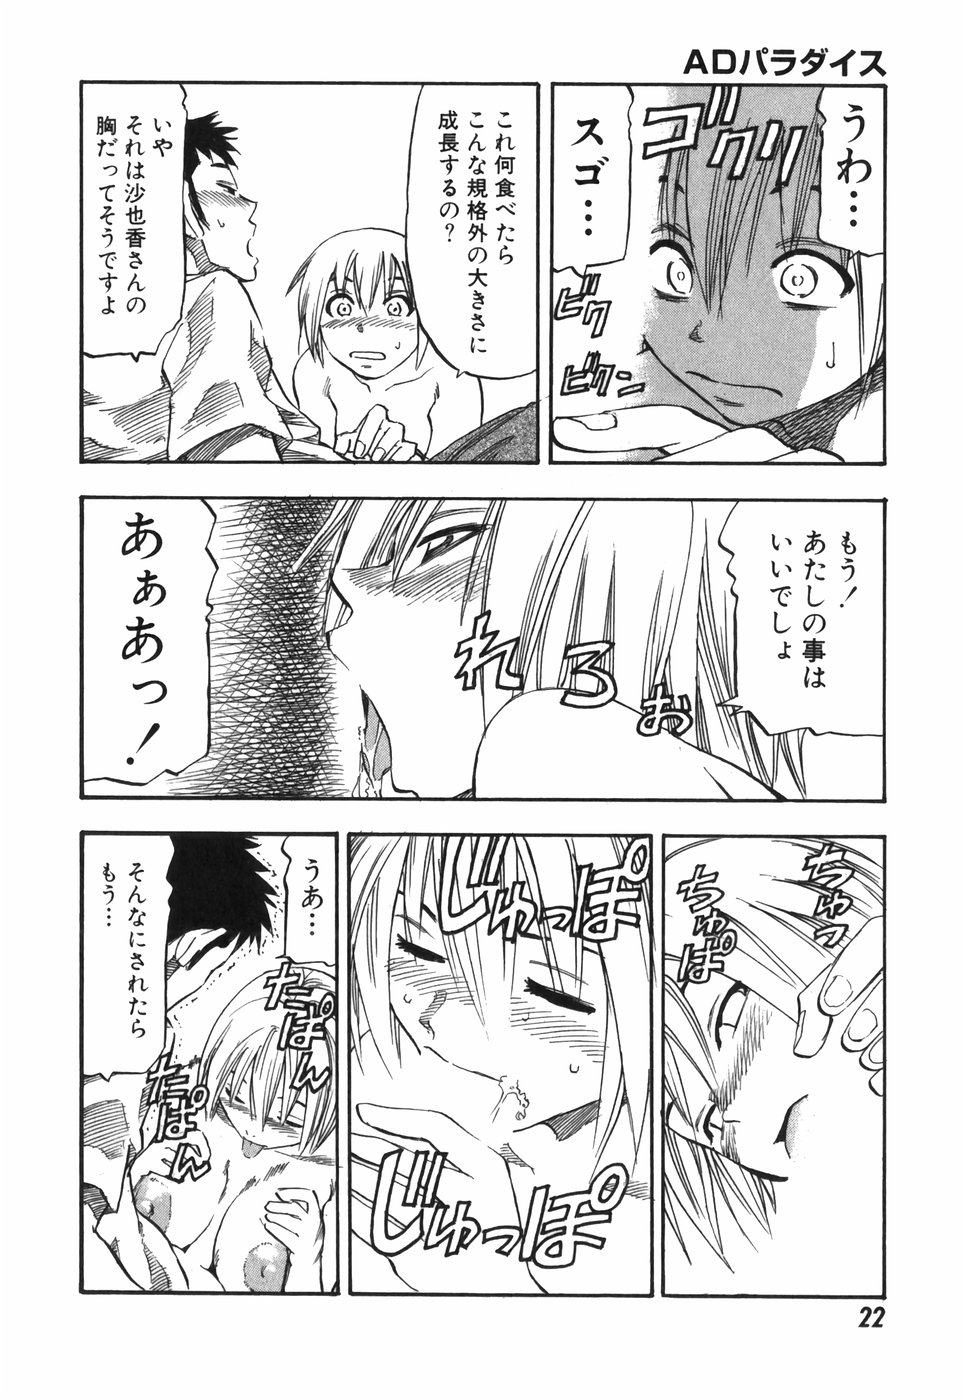 ADパラダイス
うわ…
スゴ…
ゴクリ
ビク
ビクン
これ何食べたら
こんな規格外の大きさに
成長するの？
いや
それは沙也香さんの
胸だってそうですよ
もう！
あたしの事は
いいでしょ
れろぉ
あぁあっ！
ちゅっ
ちゅぱ
じゅっぽ
じゅっぽ
うあ…
そんなにされたら
もう…
たぱん
たぱん
22